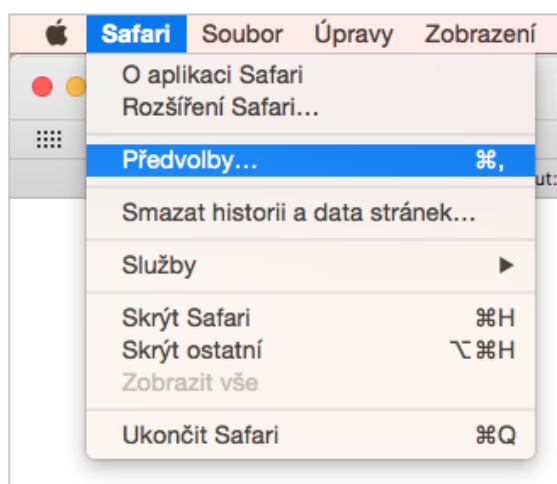 Safari Soubor Úpravy Zobrazení
O aplikaci Safari
Rozšíření Safari…
Předvolby… ⌘,
ut:
Smazat historii a data stránek…
Služby ▶
Skrýt Safari ⌘H
Skrýt ostatní ⌥⌘H
Zobrazit vše
Ukončit Safari ⌘Q